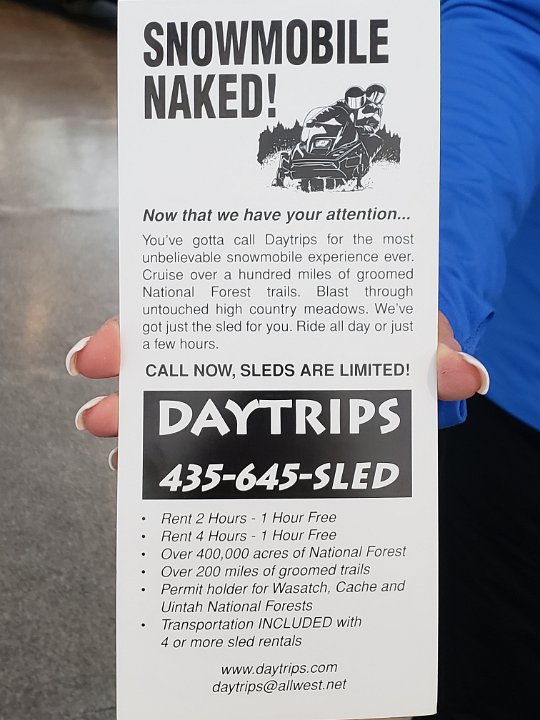 SNOWMOBILE
NAKED!
Now that we have your attention...
You've gotta call Daytrips for the most
unbelievable snowmobile experience ever.
Cruise over a hundred miles of groomed
National Forest trails. Blast through
untouched high country meadows. We've
got just the sled for you. Ride all day or just
a few hours.
CALL NOW, SLEDS ARE LIMITED!
DAYTRIPS
435-645-SLED
• Rent 2 Hours - 1 Hour Free
• Rent 4 Hours - 1 Hour Free
• Over 400,000 acres of National Forest
• Over 200 miles of groomed trails
• Permit holder for Wasatch, Cache and
Uintah National Forests
• Transportation INCLUDED with
4 or more sled rentals
www.daytrips.com
daytrips@allwest.net